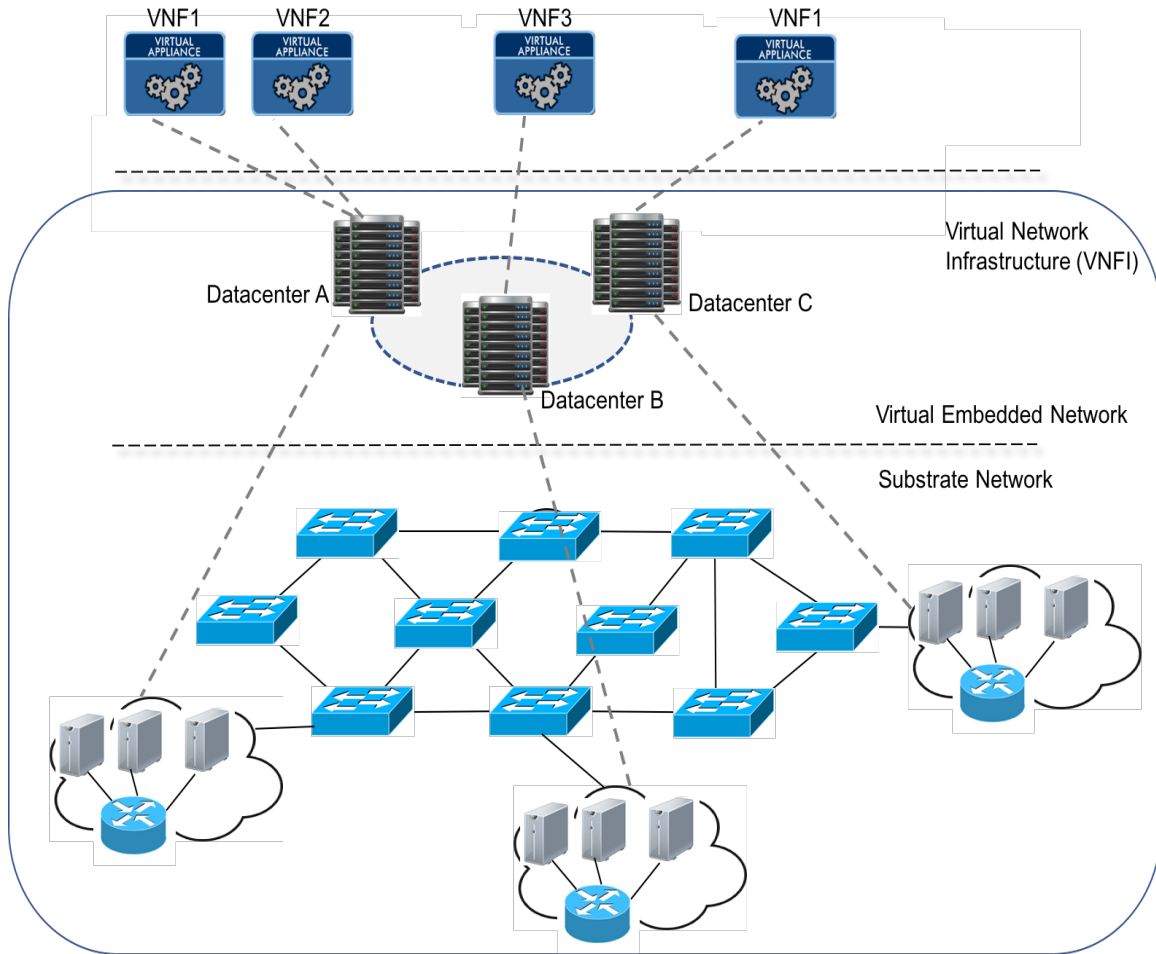 VNF1
VNF2
VNF3
VNF1
VIRTUAL
APPLIANCE
VIRTUAL
APPLIANCE
VIRTUAL
APPLIANCE
VIRTUAL
APPLIANCE
Virtual Network
Infrastructure (VNFI)
Datacenter A
Datacenter C
Datacenter B
Virtual Embedded Network
Substrate Network